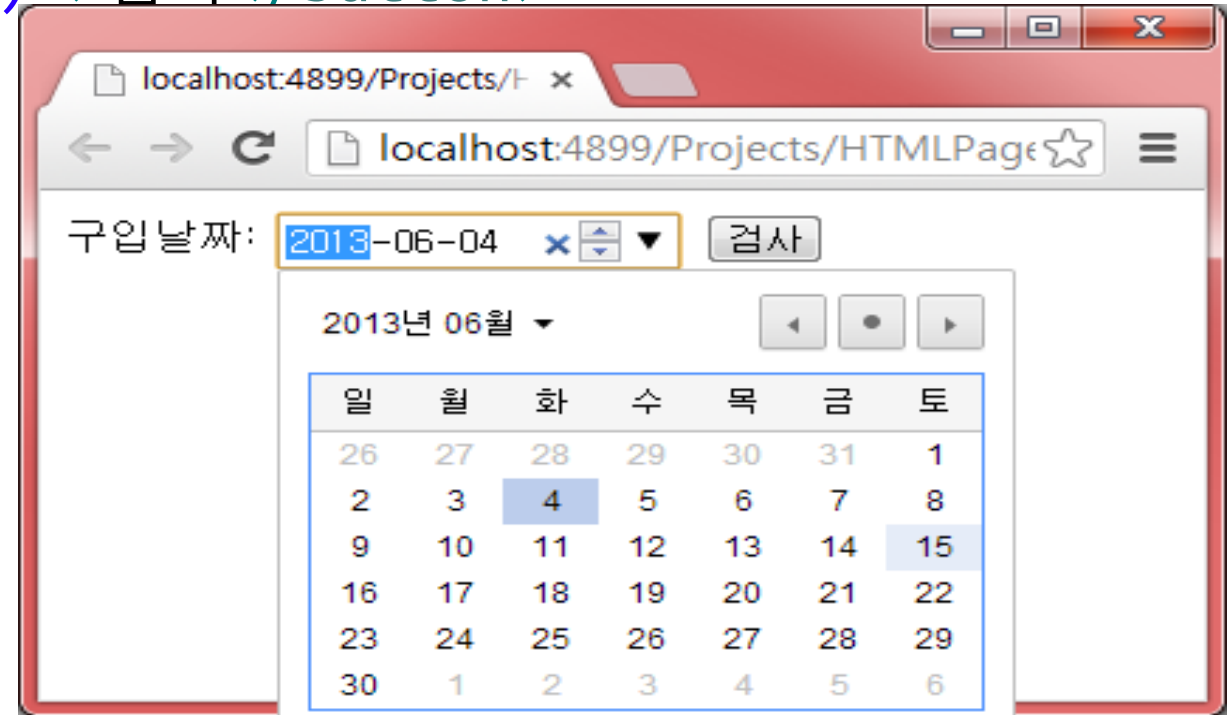 localhost:4899/Projects/H
localhost:4899/Projects/HTMLPage
구입날짜: 2013-06-04 검사
2013년 06월
일 월 화 수 목 금 토
26 27 28 29 30 31 1
2 3 4 5 6 7 8
9 10 11 12 13 14 15
16 17 18 19 20 21 22
23 24 25 26 27 28 29
30 1 2 3 4 5 6